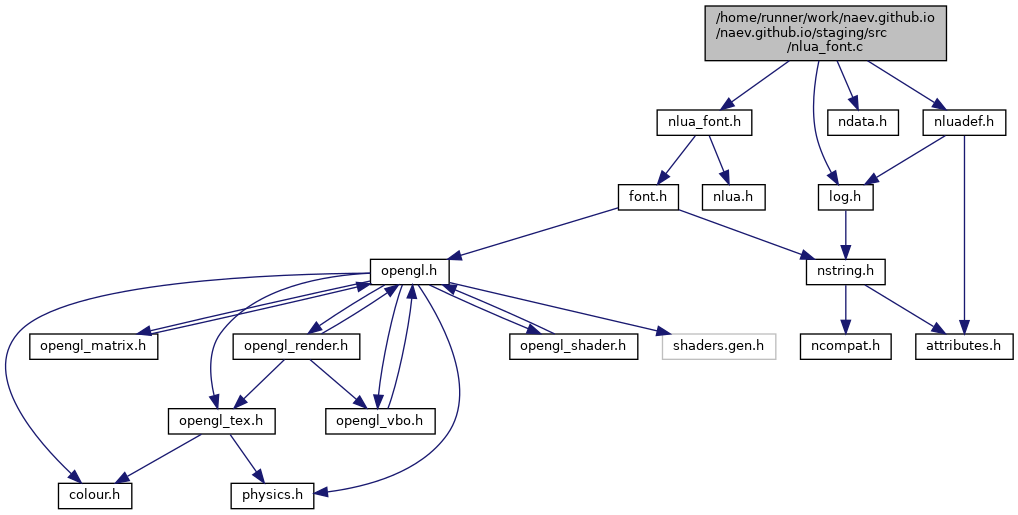 /home/runner/work/naev.github.io
/naev.github.io/staging/src
/nlua_font.c
nlua_font.h
ndata.h
nluadef.h
font.h
nlua.h
log.h
opengl.h
nstring.h
opengl_matrix.h
opengl_render.h
opengl_shader.h
shaders.gen.h
ncompat.h
attributes.h
opengl_tex.h
opengl_vbo.h
colour.h
physics.h